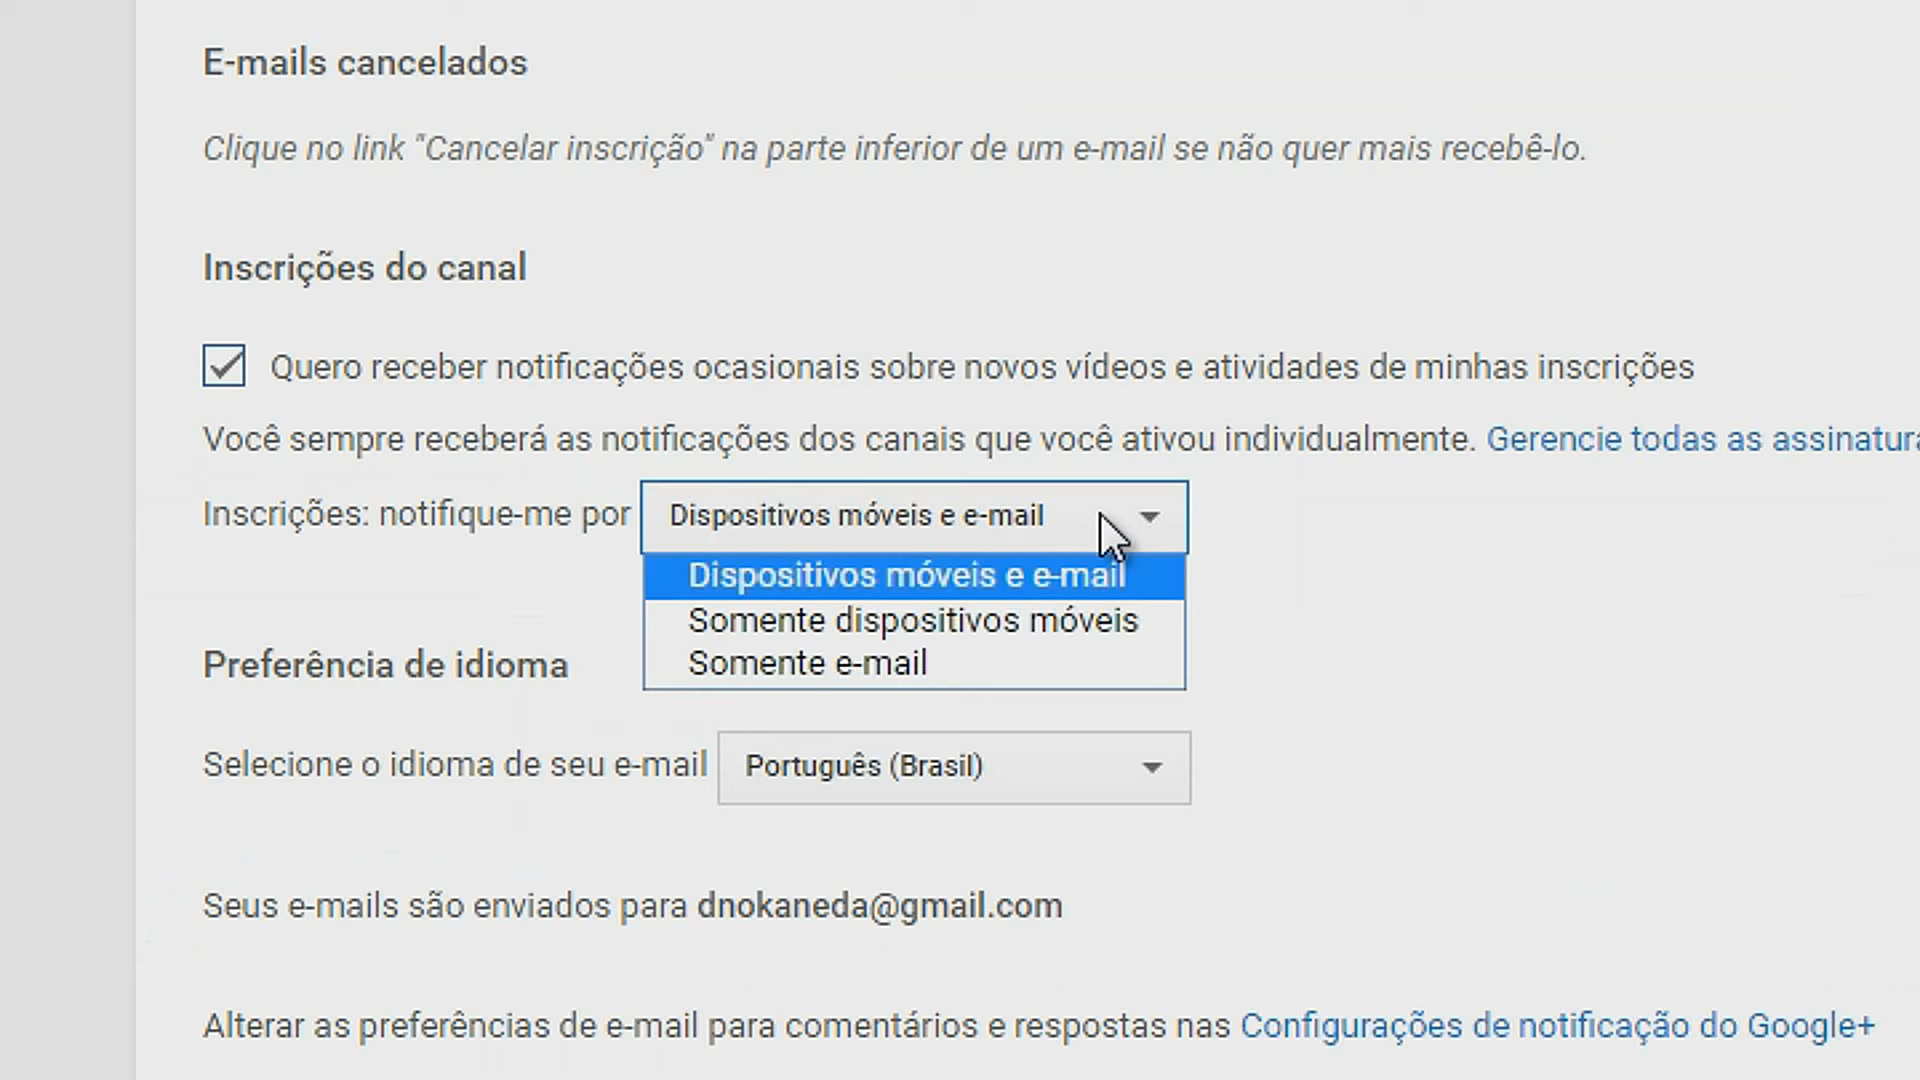 E-mails cancelados
Clique no link "Cancelar inscrição" na parte inferior de um e-mail se não quer mais recebê-lo.
Inscrições do canal
Quero receber notificações ocasionais sobre novos vídeos e atividades de minhas inscrições
Você sempre receberá as notificações dos canais que você ativou individualmente. Gerencie todas as assinatura
Inscrições: notifique-me por Dispositivos móveis e e-mail
Dispositivos móveis e e-mail
Somente dispositivos móveis
Somente e-mail
Preferência de idioma
Selecione o idioma de seu e-mail Português (Brasil)
Seus e-mails são enviados para dnokaneda@gmail.com
Alterar as preferências de e-mail para comentários e respostas nas Configurações de notificação do Google+